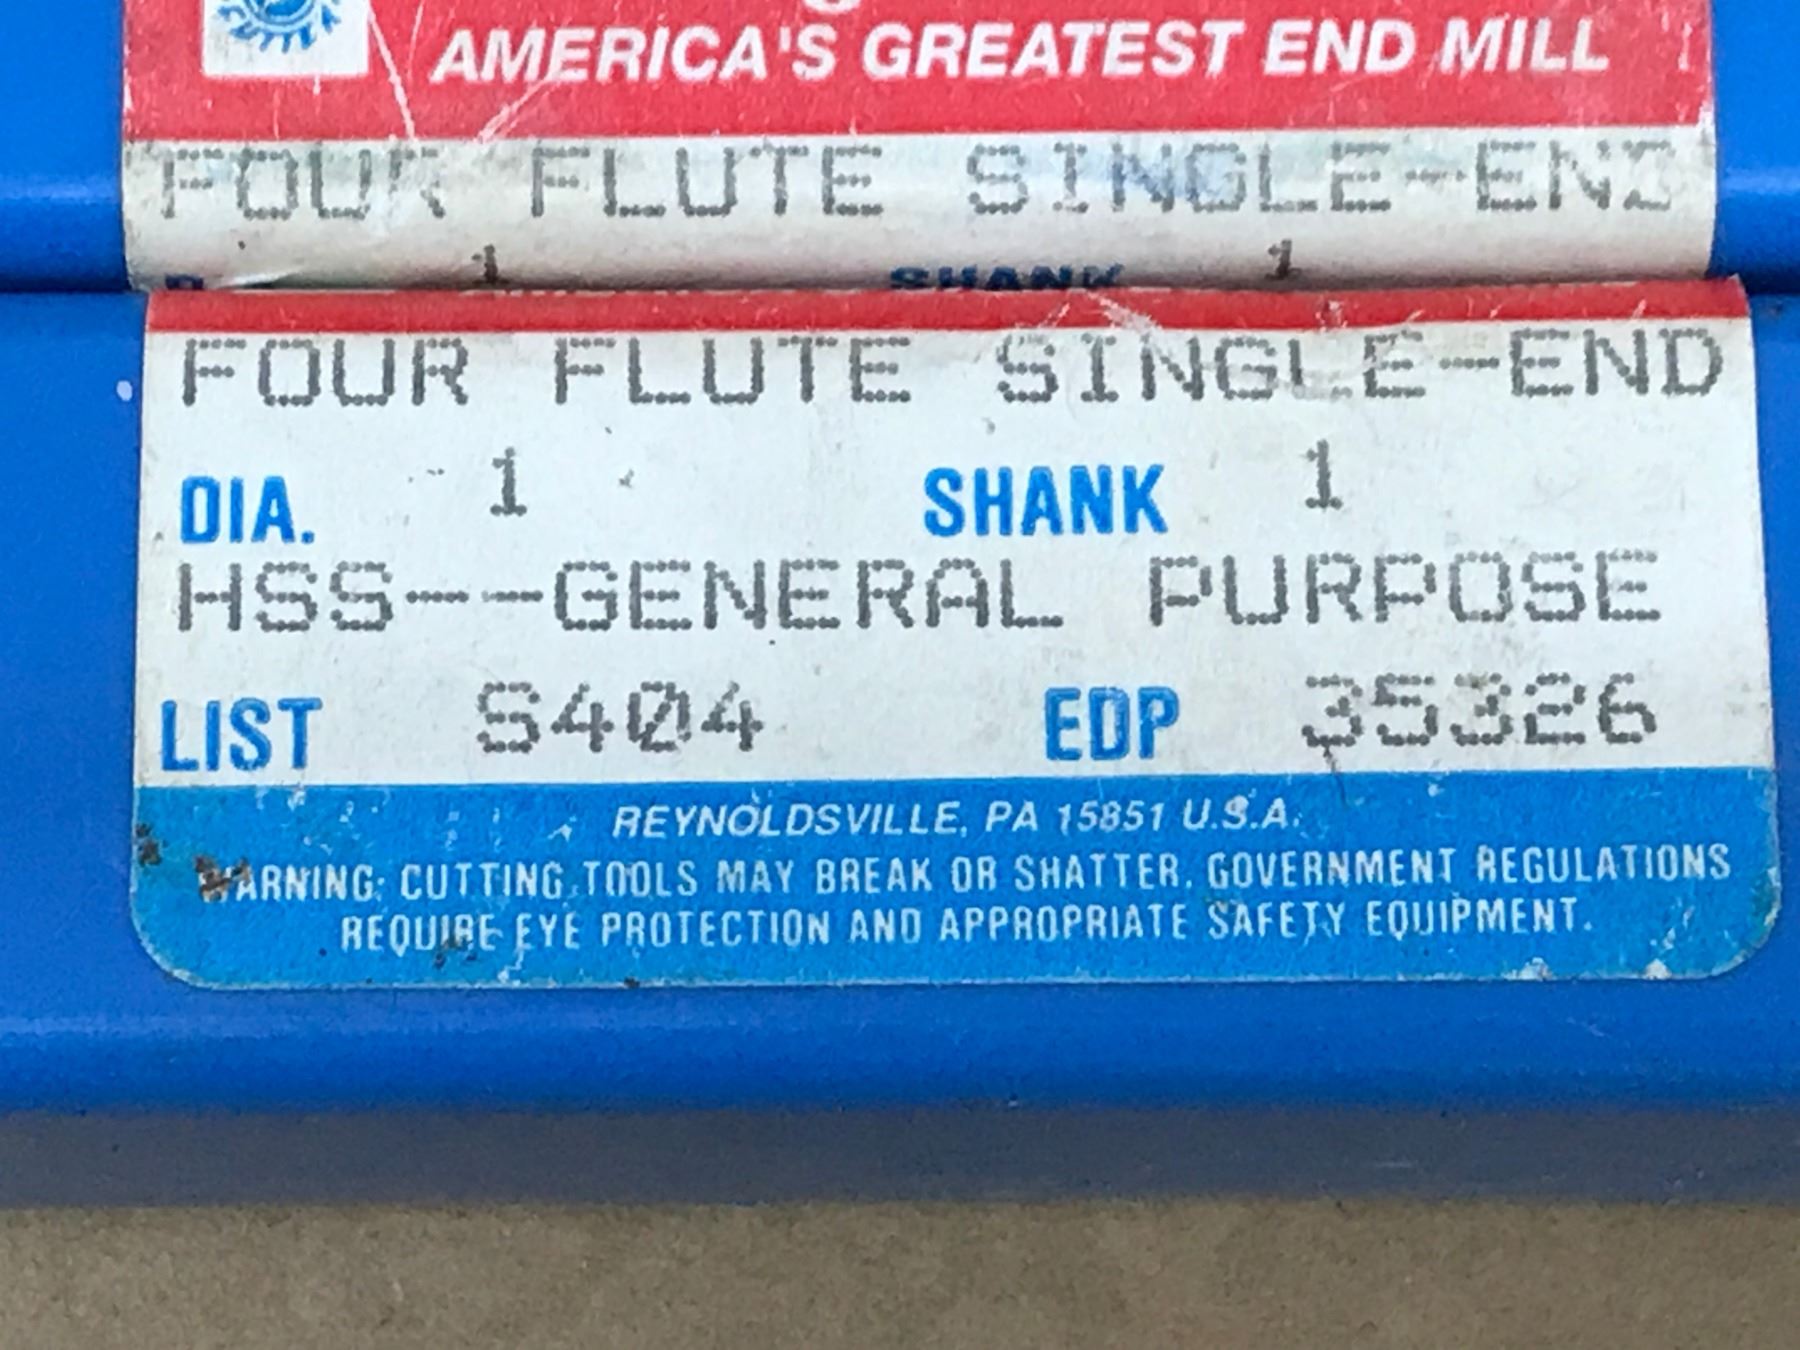 AMERICA'S GREATEST END MILL
FOUR FLUTE SINGLE-END
1 SHANK 1
FOUR FLUTE SINGLE-END
DIA. 1 SHANK 1
HSS--GENERAL PURPOSE
LIST S404 EDP 35326
REYNOLDSVILLE, PA 15851 U.S.A.
WARNING: CUTTING TOOLS MAY BREAK OR SHATTER. GOVERNMENT REGULATIONS
REQUIRE EYE PROTECTION AND APPROPRIATE SAFETY EQUIPMENT.